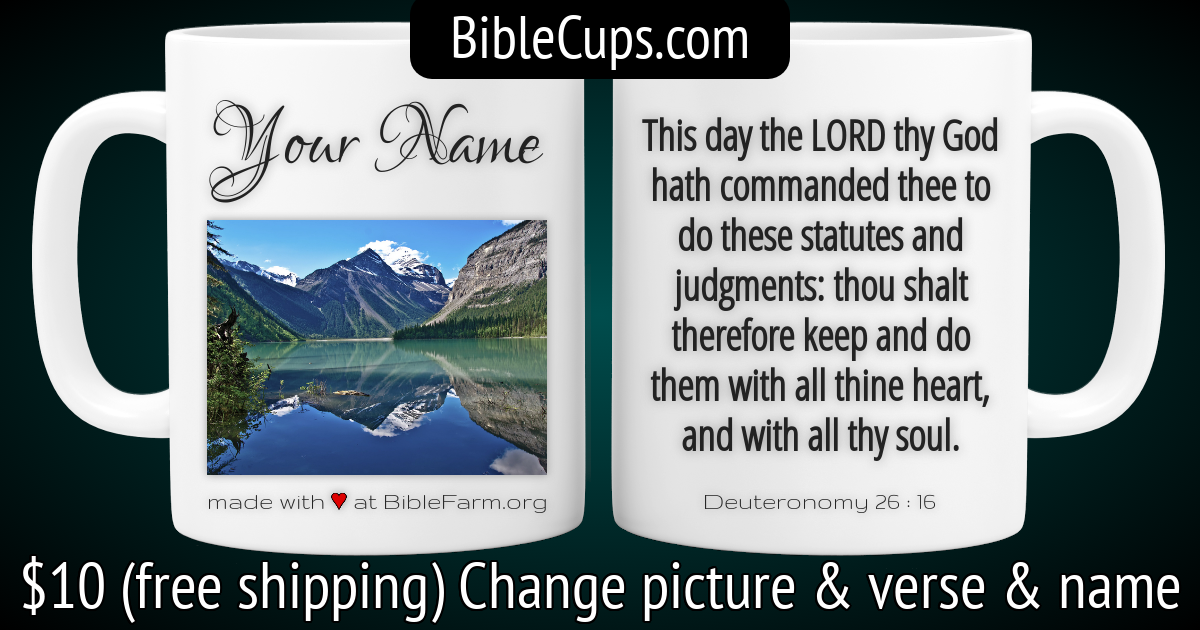 BibleCups.com
Your Name
made with ♥ at BibleFarm.org
This day the LORD thy God
hath commanded thee to
do these statutes and
judgments: thou shalt
therefore keep and do
them with all thine heart,
and with all thy soul.
Deuteronomy 26 : 16
$10 (free shipping) Change picture & verse & name